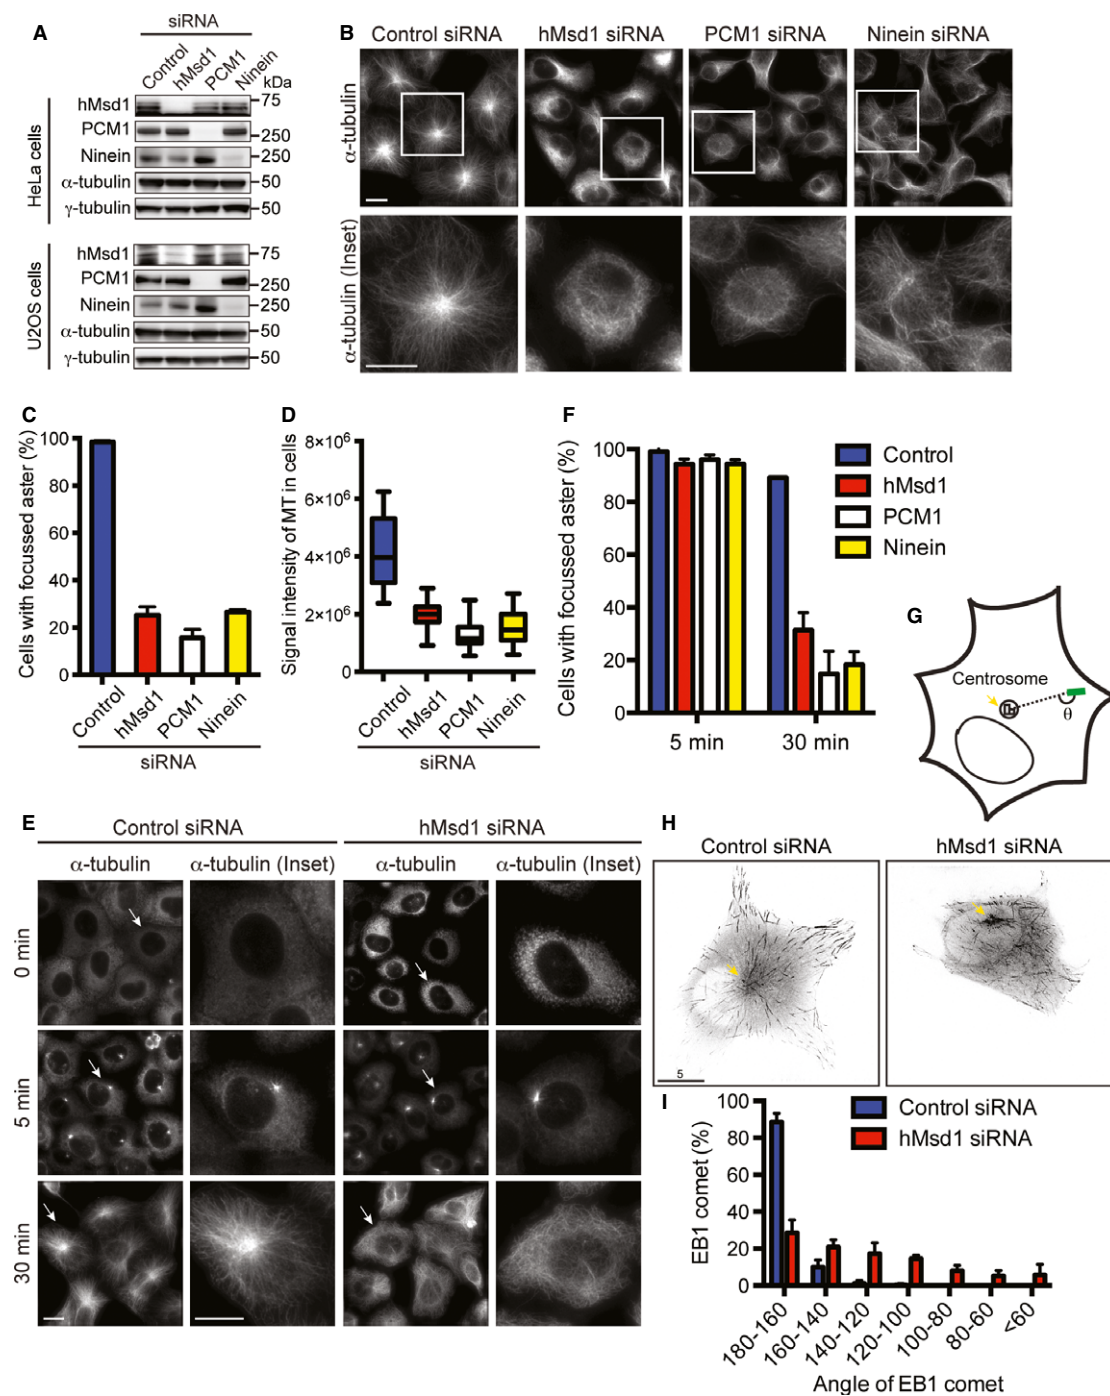 A
siRNA
Control
hMsd1
PCM1
Ninein
kDa
HeLa cells
hMsd1
75
PCM1
250
Ninein
250
α-tubulin
50
γ-tubulin
50
U2OS cells
hMsd1
75
PCM1
250
Ninein
250
α-tubulin
50
γ-tubulin
50
B
Control siRNA
hMsd1 siRNA
PCM1 siRNA
Ninein siRNA
α-tubulin
α-tubulin (Inset)
C
Cells with focussed aster (%)
100
80
60
40
20
0
Control
hMsd1
PCM1
Ninein
siRNA
D
Signal intensity of MT in cells
8×10⁶
6×10⁶
4×10⁶
2×10⁶
0
Control
hMsd1
PCM1
Ninein
siRNA
F
Cells with focussed aster (%)
100
80
60
40
20
0
5 min
30 min
Control
hMsd1
PCM1
Ninein
G
Centrosome
θ
E
Control siRNA
hMsd1 siRNA
α-tubulin
α-tubulin (Inset)
α-tubulin
α-tubulin (Inset)
0 min
5 min
30 min
H
Control siRNA
hMsd1 siRNA
5
I
EB1 comet (%)
100
80
60
40
20
0
Control siRNA
hMsd1 siRNA
180-160
160-140
140-120
120-100
100-80
80-60
<60
Angle of EB1 comet